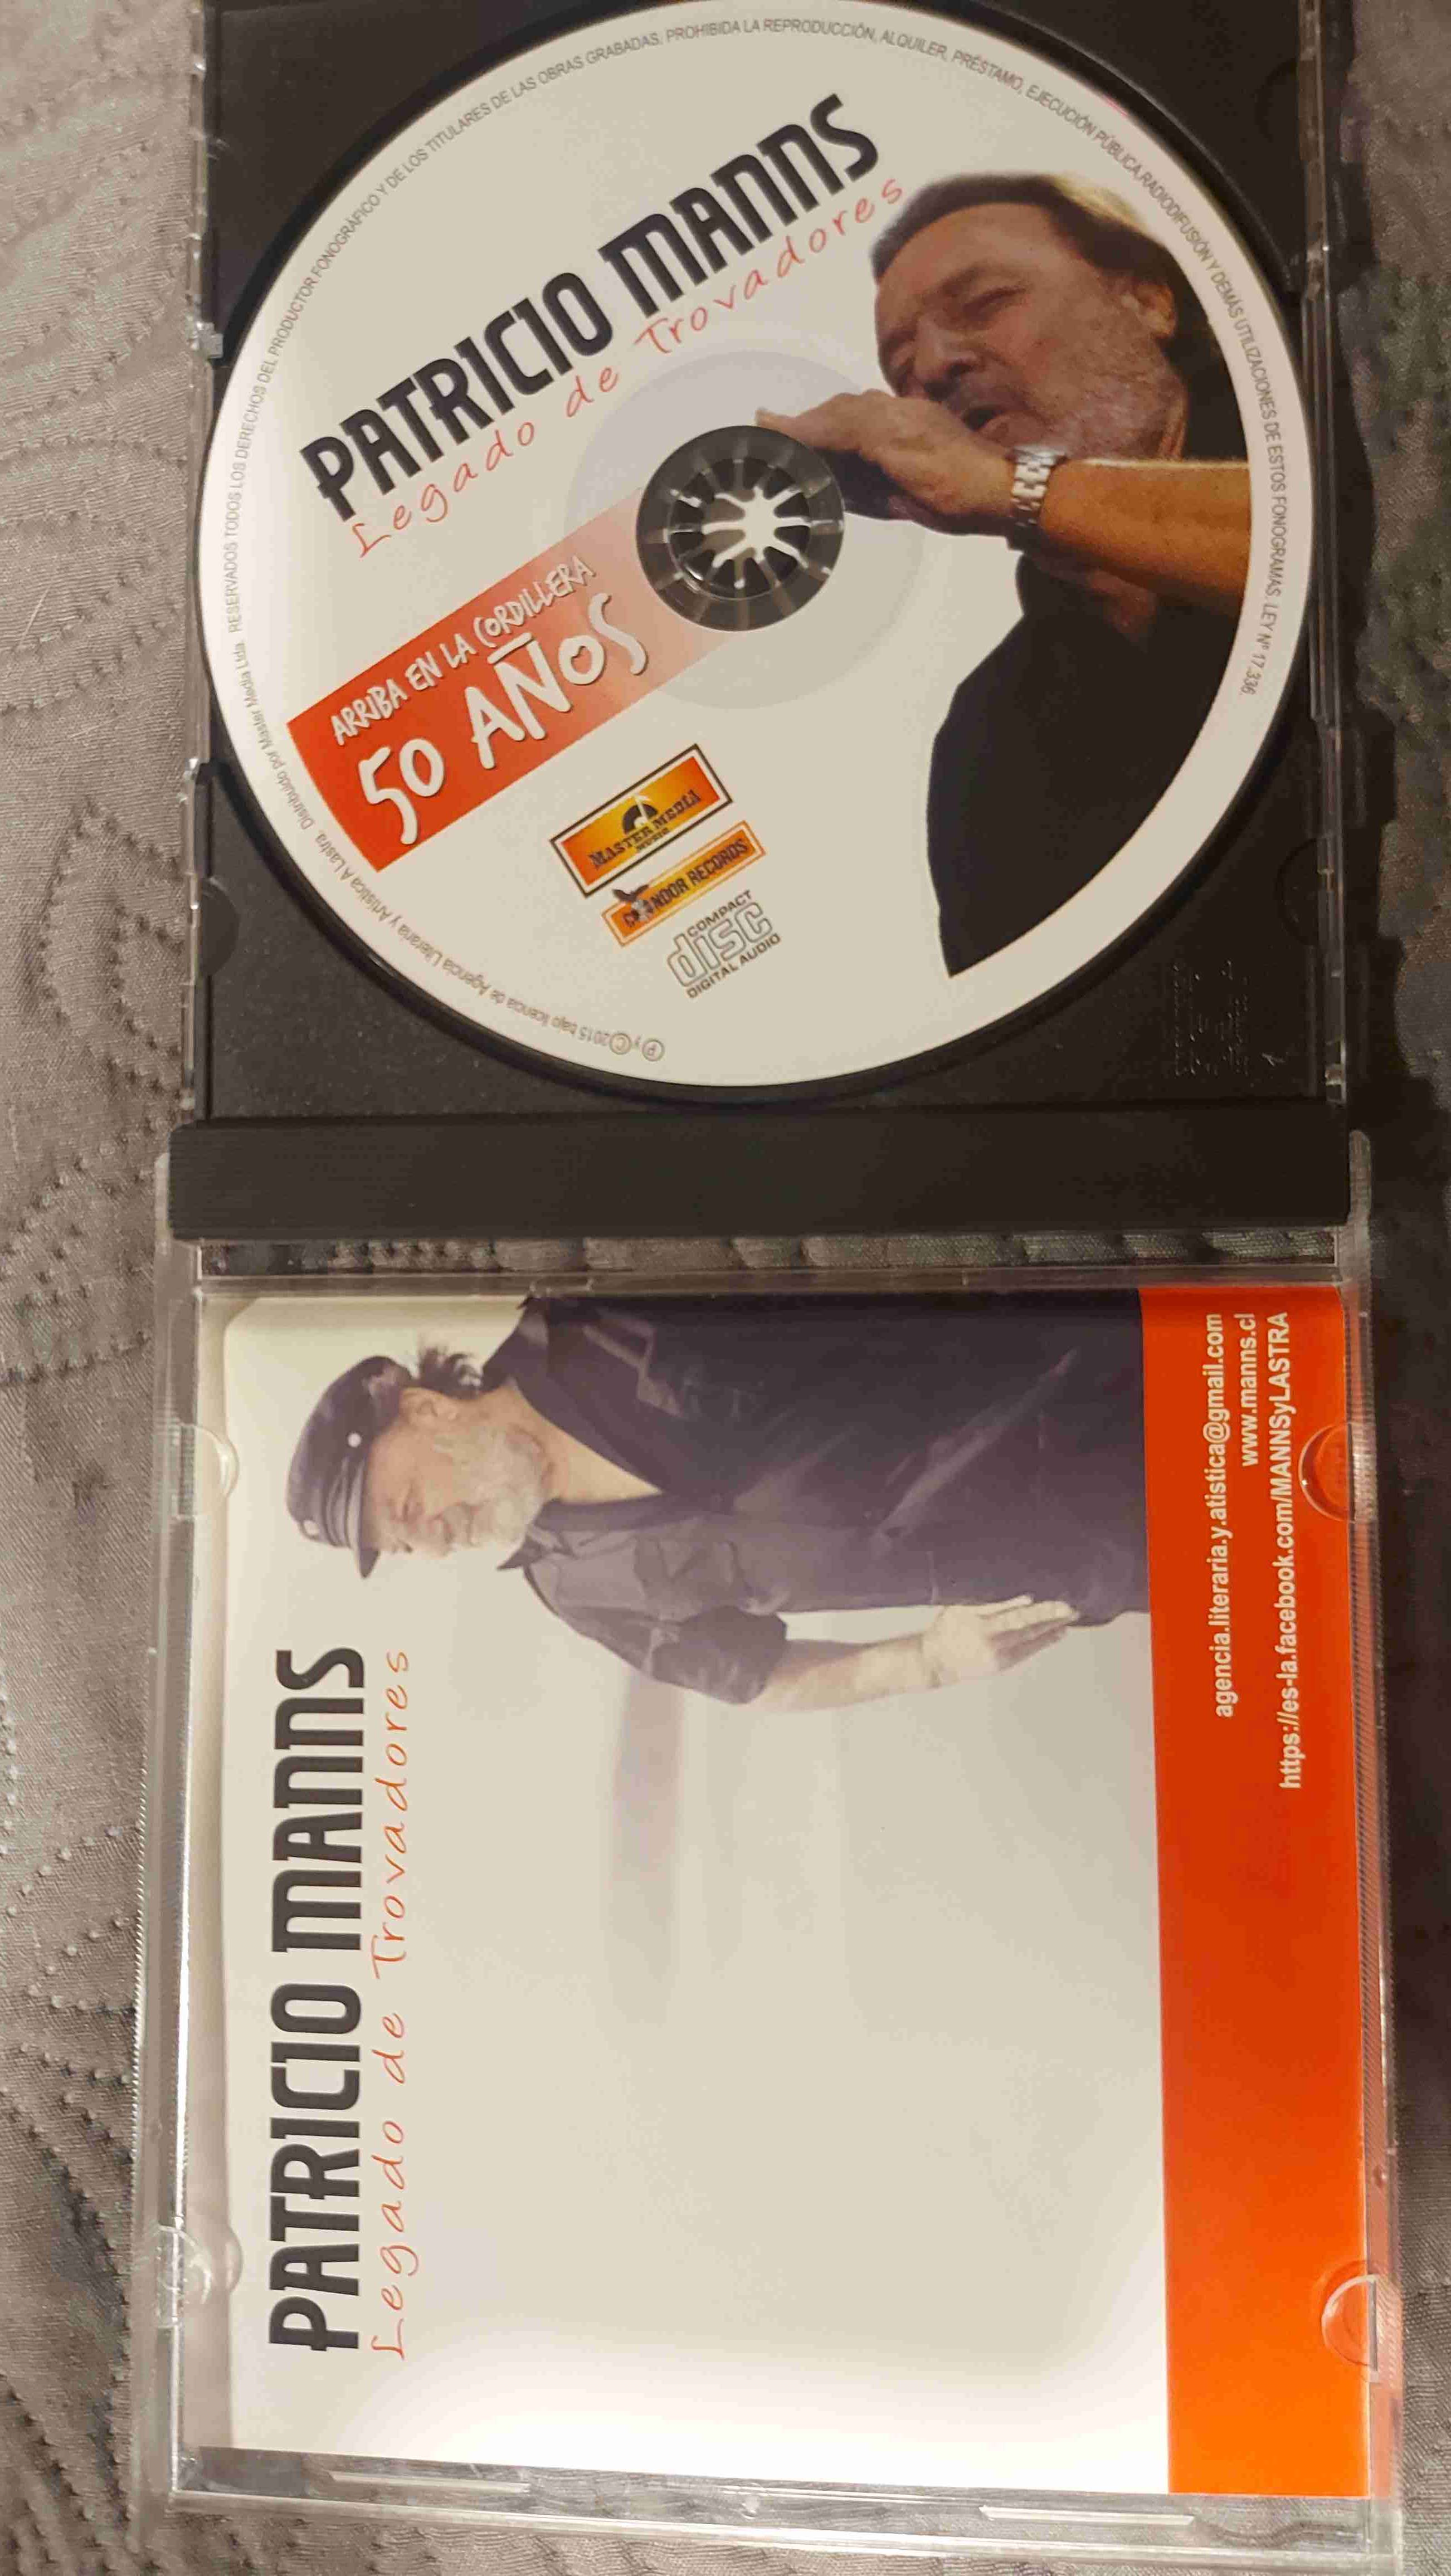 PATRICIO MANNS
Legado de Trovadores
ARRIBA EN LA CORDILLERA
50 AÑOS
MASTER MEDIA
MUSIC
CONDOR RECORDS
COMPACT
disc
DIGITAL AUDIO
Ⓟ y Ⓒ 2015 bajo licencia de Agencia Literaria y Artística A Lastra. Distribuido por Master Media Ltda. RESERVADOS TODOS LOS DERECHOS DEL PRODUCTOR FONOGRÁFICO Y DE LOS TITULARES DE LAS OBRAS GRABADAS. PROHIBIDA LA REPRODUCCIÓN, ALQUILER, PRÉSTAMO, EJECUCIÓN PÚBLICA, RADIODIFUSIÓN Y DEMÁS UTILIZACIONES DE ESTOS FONOGRAMAS. LEY Nº 17.336
PATRICIO MANNS
Legado de Trovadores
agencia.literaria.y.atistica@gmail.com
www.manns.cl
https://es-la.facebook.com/MANNSyLASTRA